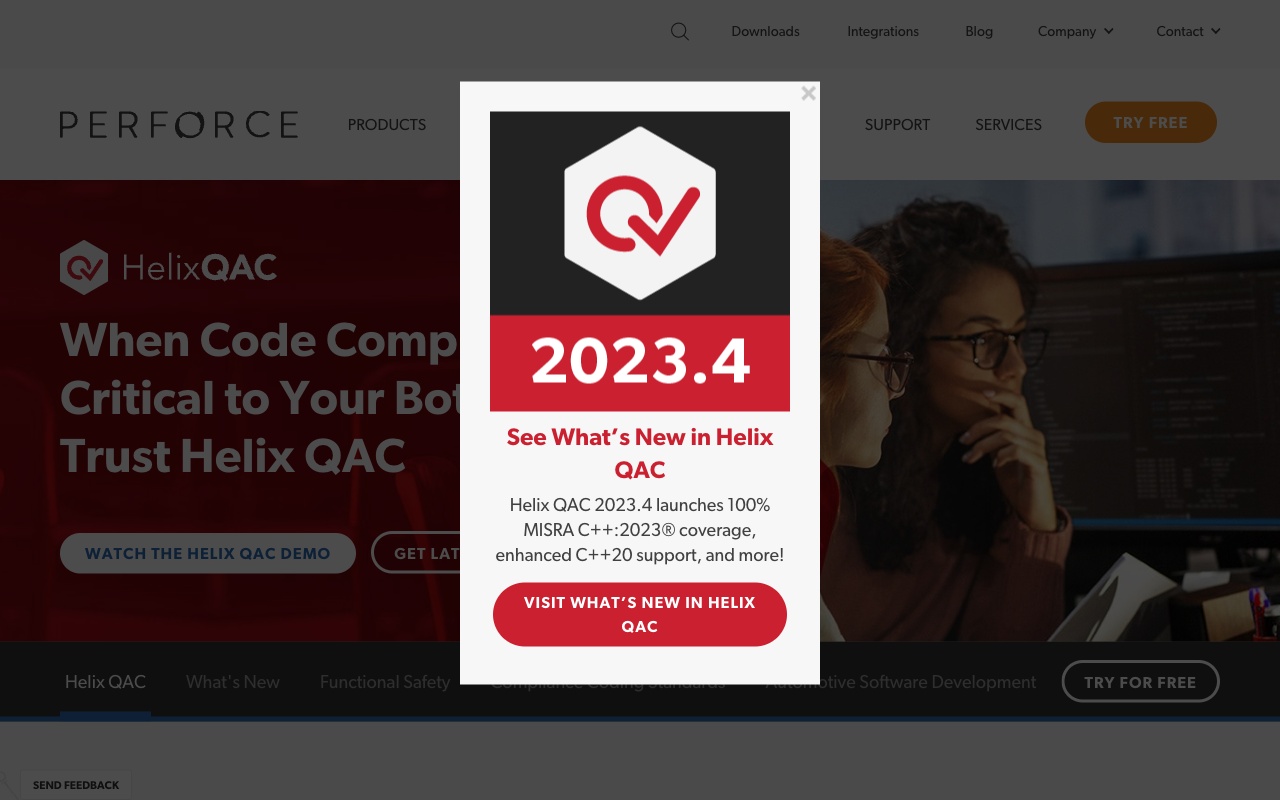 Downloads
Integrations
Blog
Company
Contact
PERFORCE
PRODUCTS
SUPPORT
SERVICES
TRY FREE
HelixQAC
When Code Comp
Critical to Your Bot
Trust Helix QAC
WATCH THE HELIX QAC DEMO
GET LAT
2023.4
See What's New in Helix
QAC
Helix QAC 2023.4 launches 100%
MISRA C++:2023® coverage,
enhanced C++20 support, and more!
VISIT WHAT'S NEW IN HELIX
QAC
Helix QAC
What's New
Functional Safety
Compliance Coding Standards
Automotive Software Development
TRY FOR FREE
SEND FEEDBACK